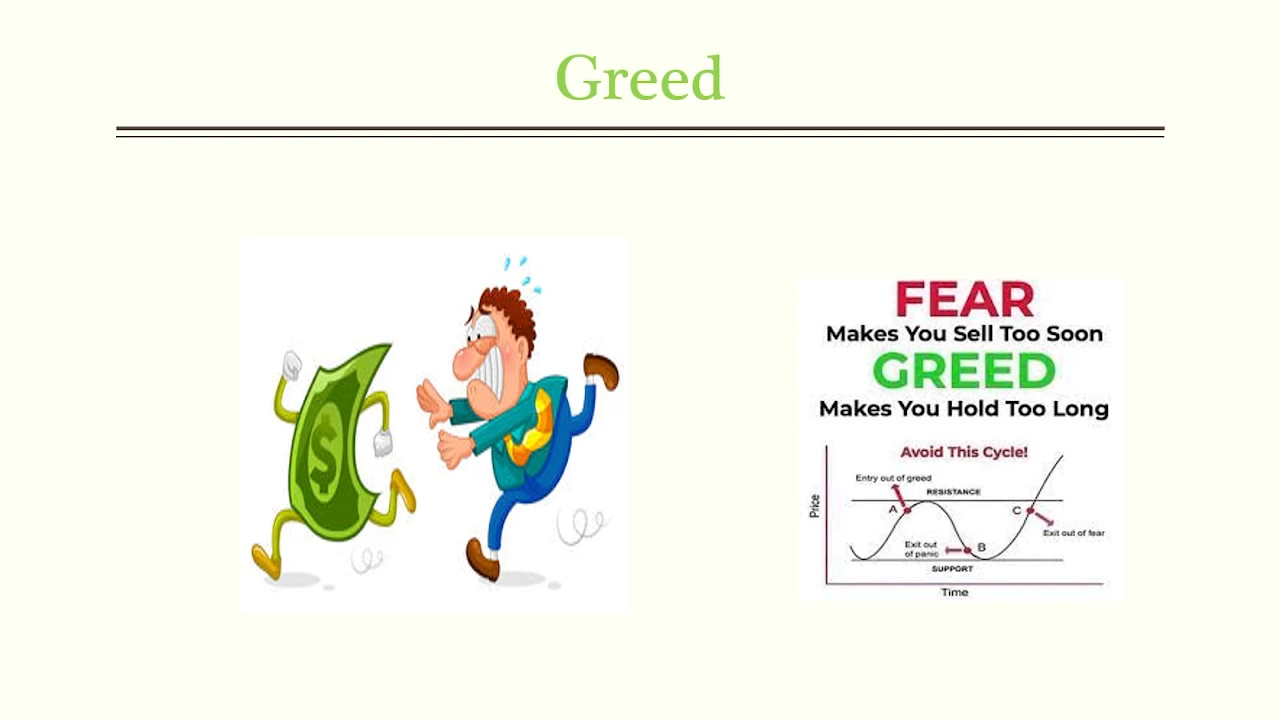 Greed
$
FEAR
Makes You Sell Too Soon
GREED
Makes You Hold Too Long
Avoid This Cycle!
Entry out of greed
RESISTANCE
A
C
Price
Exit out of fear
Exit out
of panic
B
SUPPORT
Time